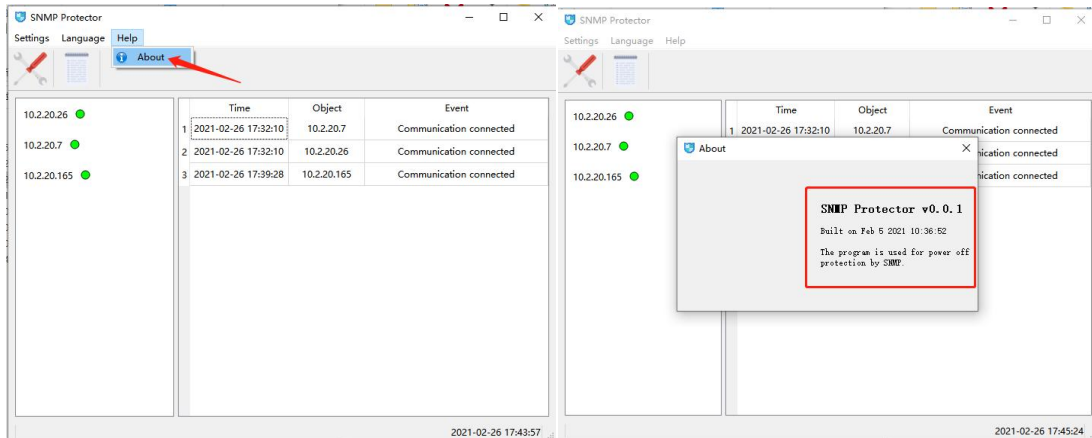 SNMP Protector
Settings Language Help
About
10.2.20.26
10.2.20.7
10.2.20.165
Time Object Event
1 2021-02-26 17:32:10 10.2.20.7 Communication connected
2 2021-02-26 17:32:10 10.2.20.26 Communication connected
3 2021-02-26 17:39:28 10.2.20.165 Communication connected
2021-02-26 17:43:57
SNMP Protector
Settings Language Help
10.2.20.26
10.2.20.7
10.2.20.165
Time Object Event
1 2021-02-26 17:32:10 10.2.20.7 Communication connected
nication connected
nication connected
About
SNMP Protector v0.0.1
Built on Feb 5 2021 10:36:52
The program is used for power off
protection by SNMP.
2021-02-26 17:45:24